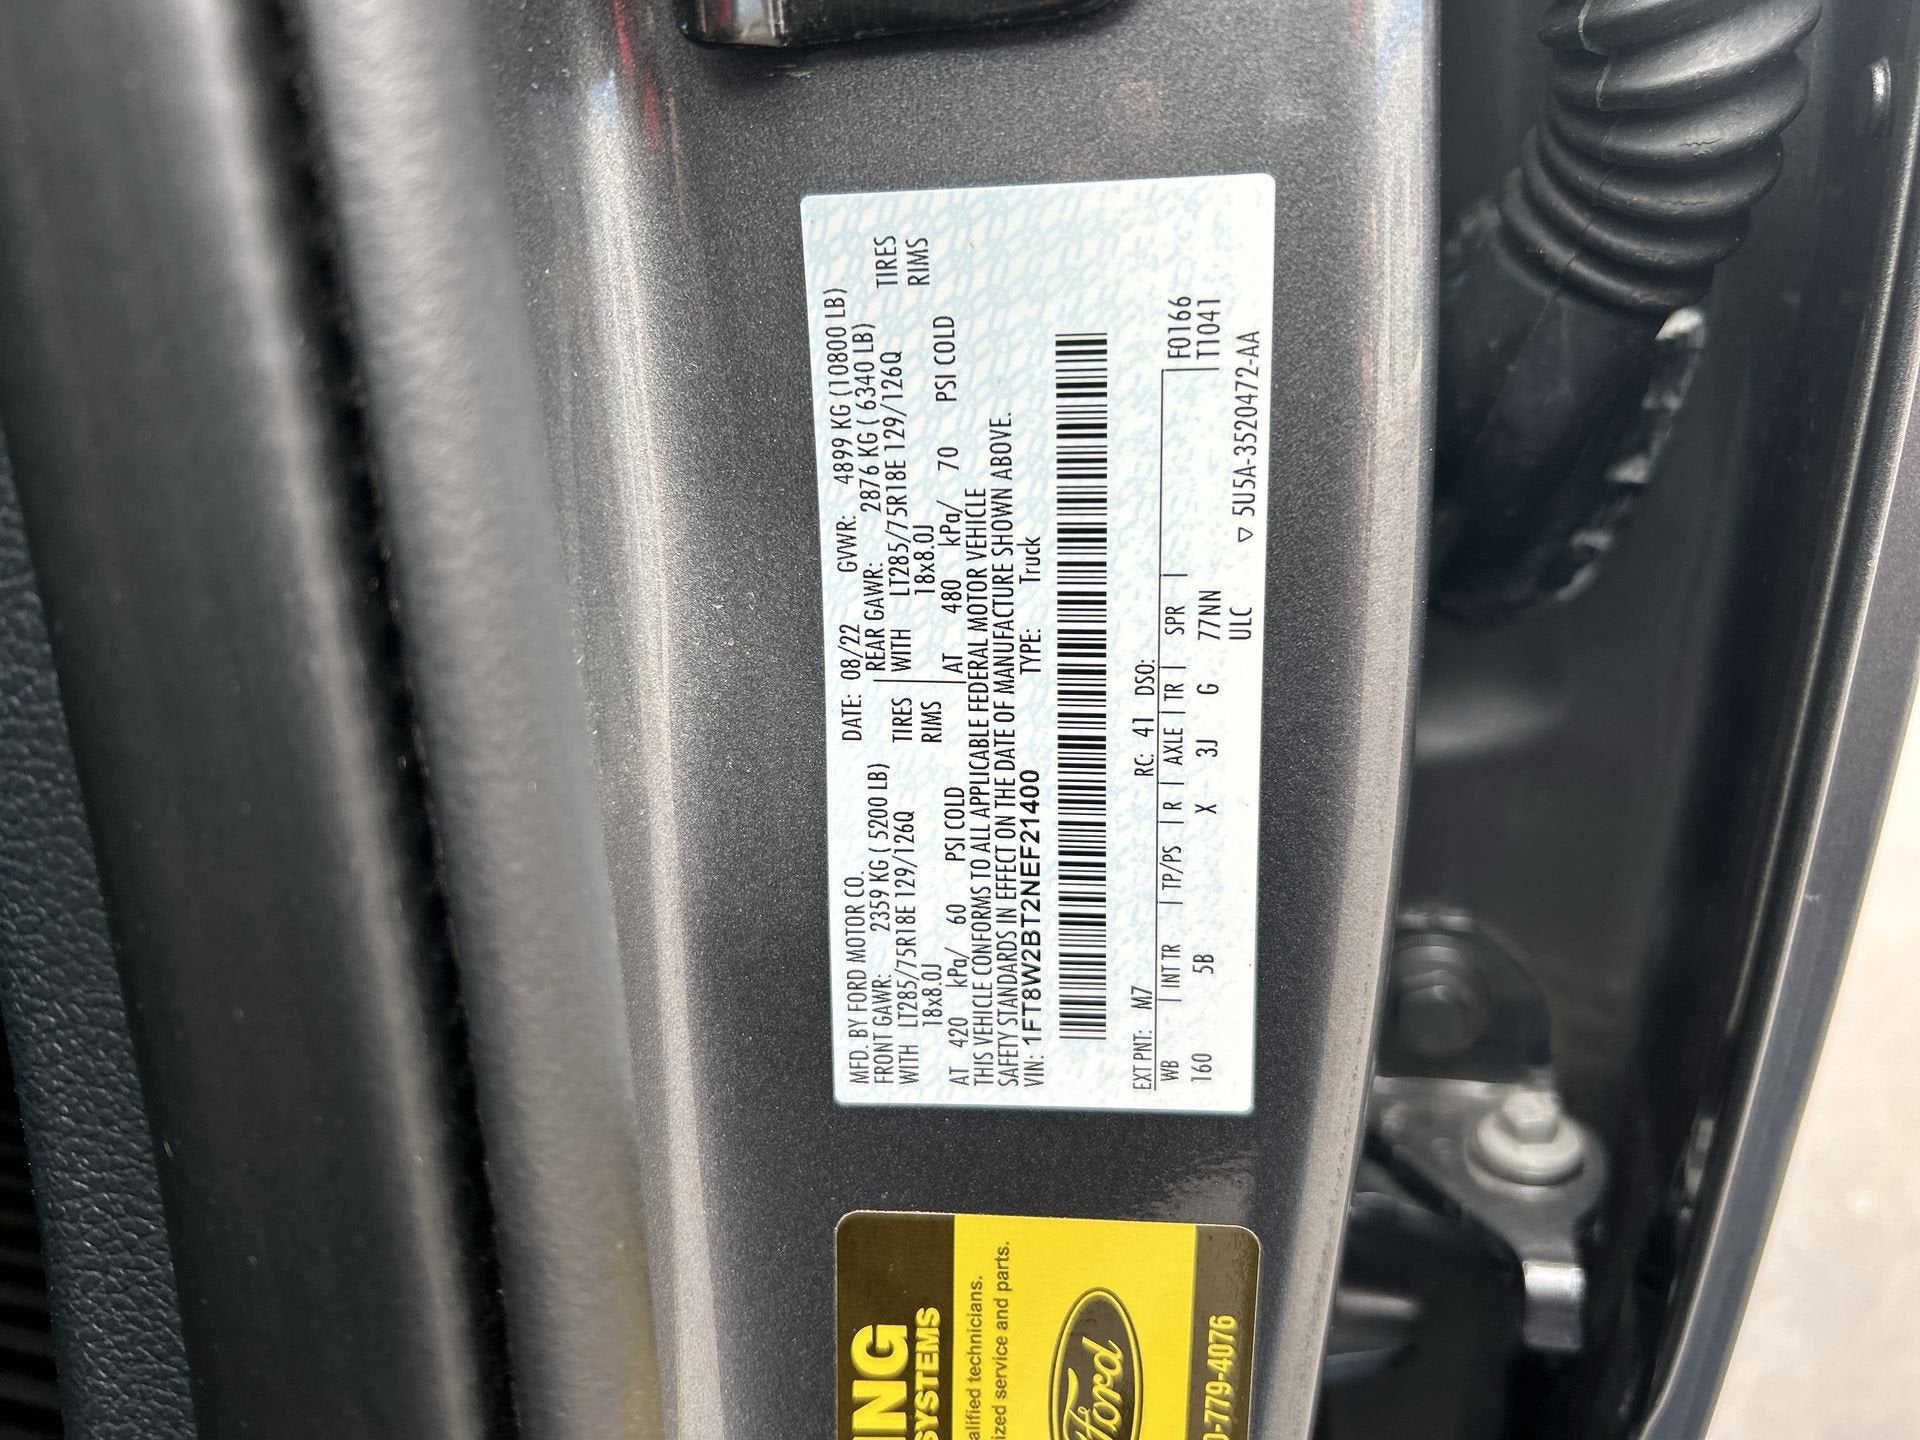 MFD. BY FORD MOTOR CO. DATE: 08/22 GVWR: 4899 KG (10800 LB)
FRONT GAWR: 2359 KG ( 5200 LB) REAR GAWR: 2876 KG ( 6340 LB)
WITH LT285/75R18E 129/126Q TIRES WITH LT285/75R18E 129/126Q TIRES
18x8.0J RIMS 18x8.0J RIMS
AT 420 kPa/ 60 PSI COLD AT 480 kPa/ 70 PSI COLD
THIS VEHICLE CONFORMS TO ALL APPLICABLE FEDERAL MOTOR VEHICLE
SAFETY STANDARDS IN EFFECT ON THE DATE OF MANUFACTURE SHOWN ABOVE.
VIN: 1FT8W2BT2NEF21400 TYPE: Truck
EXT PNT: M7 RC: 41 DSO: F0166
WB | INT TR | TP/PS | R | AXLE | TR | SPR | T1041
160 5B X 3J G 77NN
ULC ▽ 5U5A-3520472-AA
ING
SYSTEMS
alified technicians.
ized service and parts.
Ford
0-779-4076